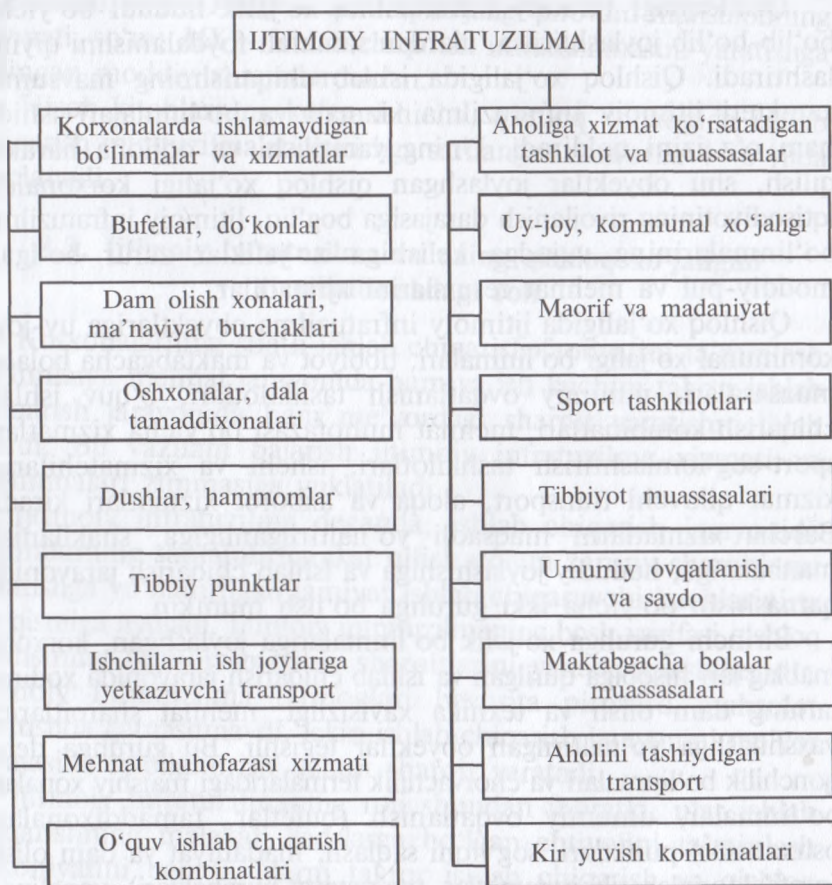 IJTIMOIY INFRATUZILMA
Korxonalarda ishlamaydigan
bo‘linmalar va xizmatlar
Bufetlar, do‘konlar
Dam olish xonalari,
ma’naviyat burchaklari
Oshxonalar, dala
tamaddixonalari
Dushlar, hammomlar
Tibbiy punktlar
Ishchilarni ish joylariga
yetkazuvchi transport
Mehnat muhofazasi xizmati
O‘quv ishlab chiqarish
kombinatlari
Aholiga xizmat ko‘rsatadigan
tashkilot va muassasalar
Uy-joy, kommunal xo‘jaligi
Maorif va madaniyat
Sport tashkilotlari
Tibbiyot muassasalari
Umumiy ovqatlanish
va savdo
Maktabgacha bolalar
muassasalari
Aholini tashiydigan
transport
Kir yuvish kombinatlari